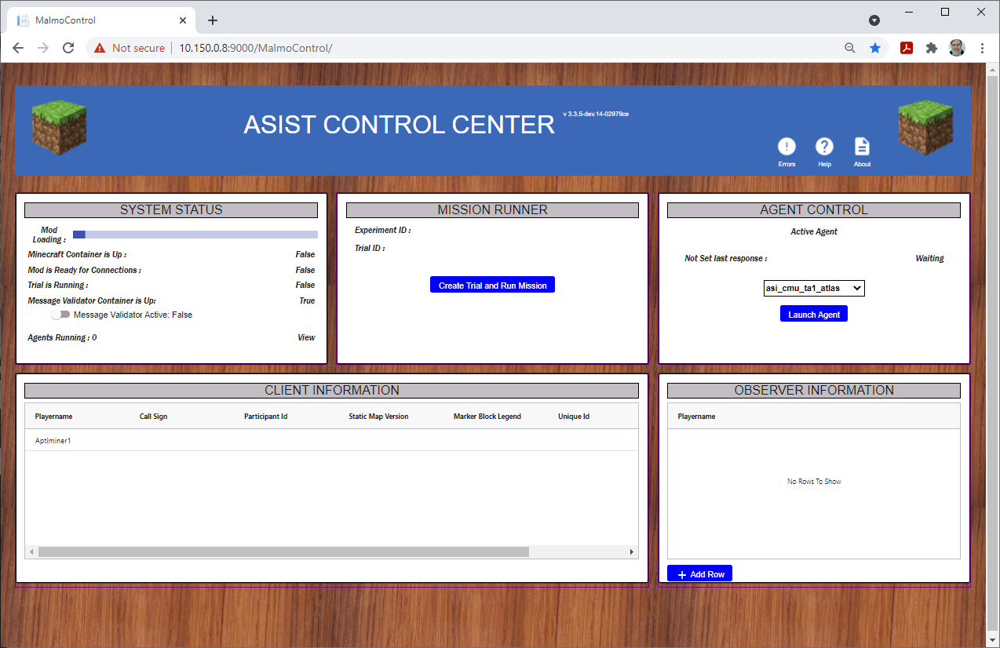 MalmoControl
Not secure | 10.150.0.8:9000/MalmoControl/
ASIST CONTROL CENTER
v 3.3.5-dev.14-02979ce
Errors Help About
SYSTEM STATUS
Mod
Loading :
Minecraft Container is Up : False
Mod is Ready for Connections : False
Trial is Running : False
Message Validator Container is Up: True
Message Validator Active: False
Agents Running : 0 View
MISSION RUNNER
Experiment ID :
Trial ID :
Create Trial and Run Mission
AGENT CONTROL
Active Agent
Not Set last response : Waiting
asi_cmu_ta1_atlas
Launch Agent
CLIENT INFORMATION
Playername Call Sign Participant Id Static Map Version Marker Block Legend Unique Id
Aptiminer1
OBSERVER INFORMATION
Playername
No Rows To Show
+ Add Row